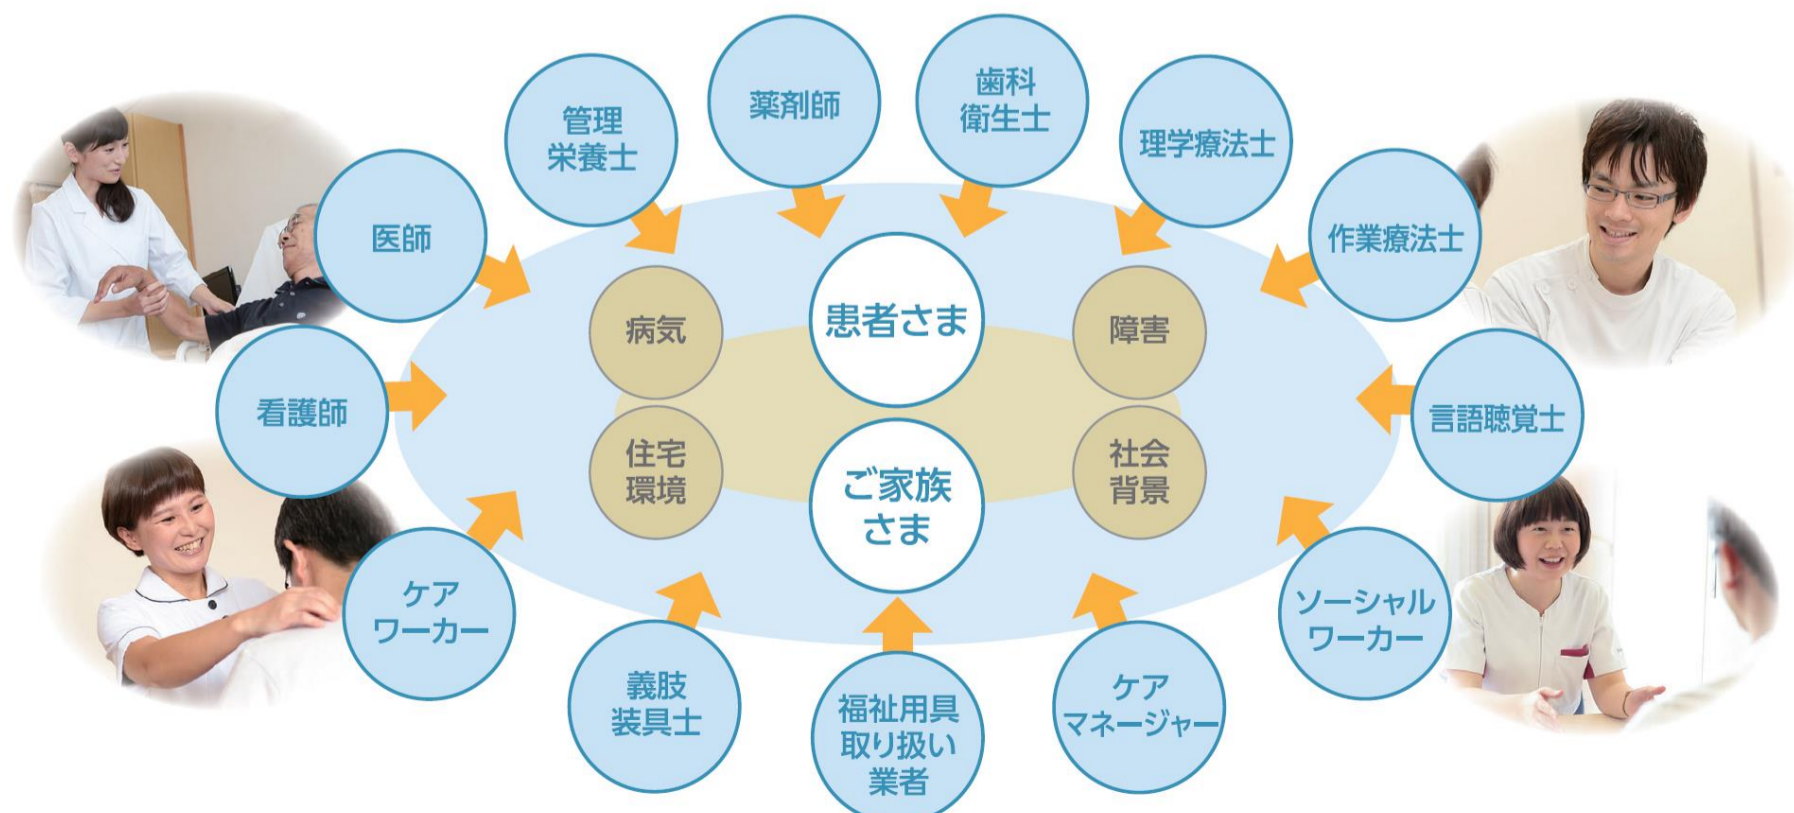 歯科
衛生士
薬剤師
管理
栄養士
理学療法士
医師
作業療法士
患者さま
病気
障害
看護師
言語聴覚士
住宅
環境
ご家族
さま
社会
背景
ケア
ワーカー
ソーシャル
ワーカー
義肢
装具士
福祉用具
取り扱い
業者
ケア
マネージャー